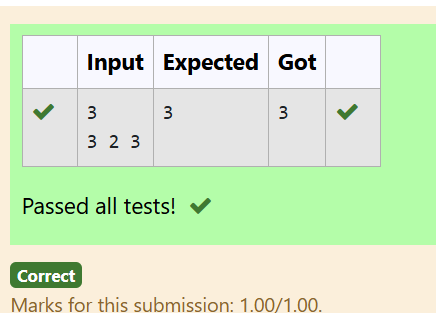 Input Expected Got
3 3 3
3 2 3
Passed all tests!
Correct
Marks for this submission: 1.00/1.00.